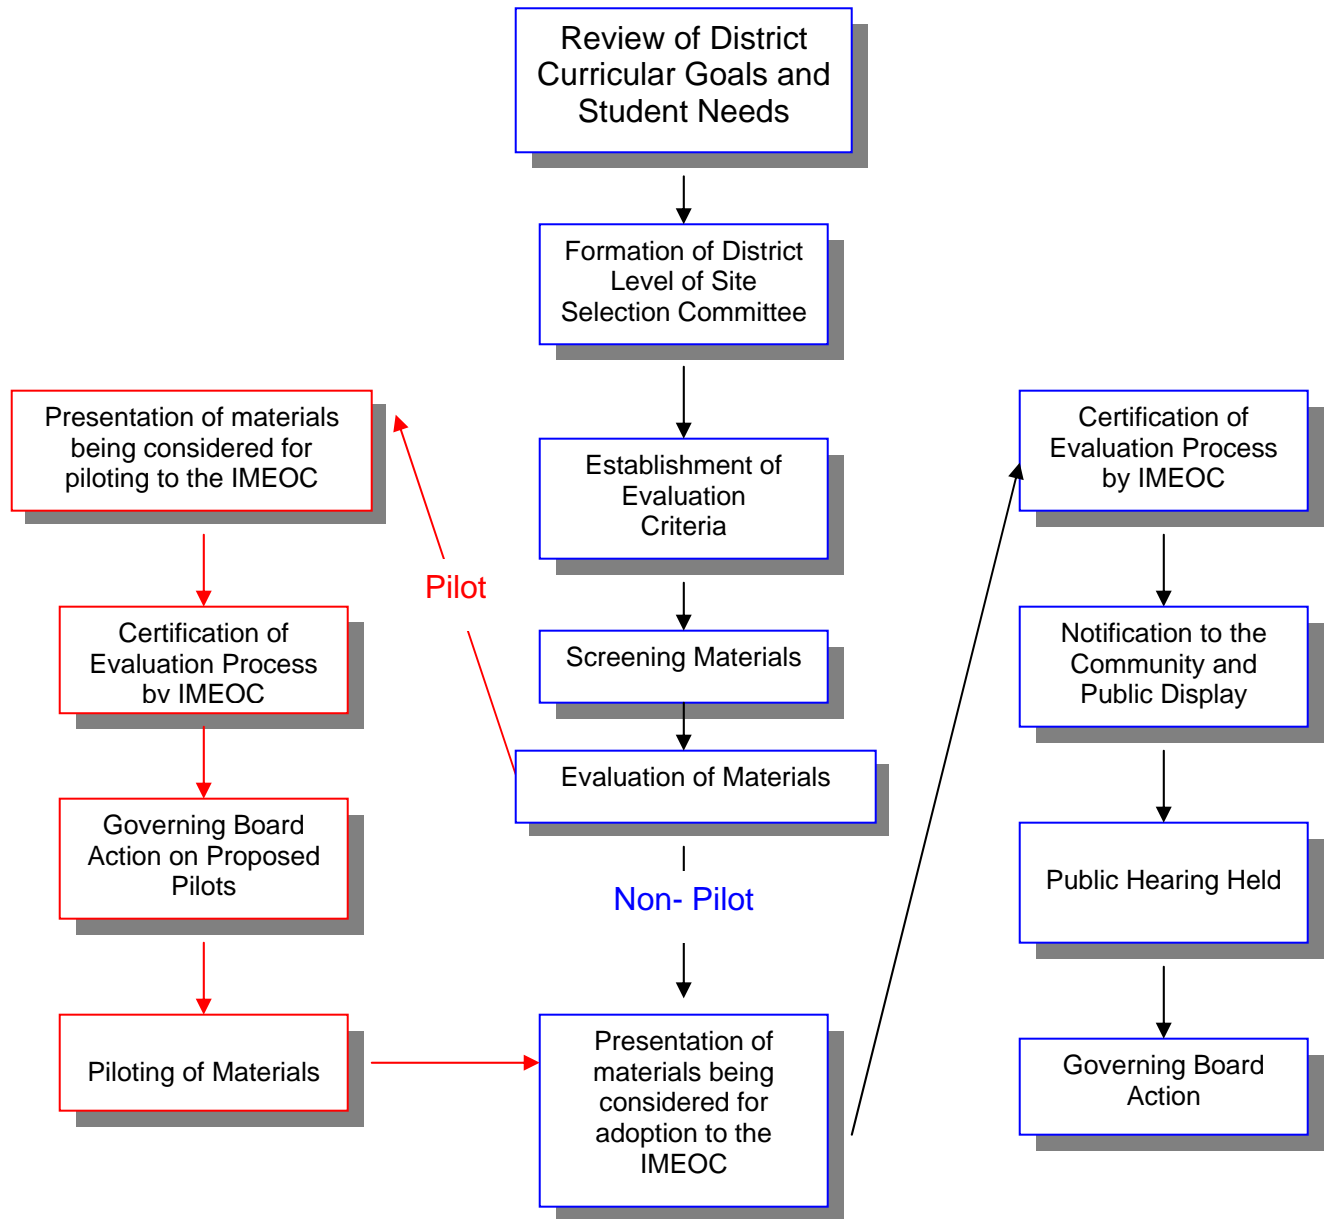 Review of District
Curricular Goals and
Student Needs
Formation of District
Level of Site
Selection Committee
Establishment of
Evaluation
Criteria
Screening Materials
Evaluation of Materials
Pilot
Presentation of materials
being considered for
piloting to the IMEOC
Certification of
Evaluation Process
by IMEOC
Governing Board
Action on Proposed
Pilots
Piloting of Materials
Non- Pilot
Presentation of
materials being
considered for
adoption to the
IMEOC
Certification of
Evaluation Process
by IMEOC
Notification to the
Community and
Public Display
Public Hearing Held
Governing Board
Action